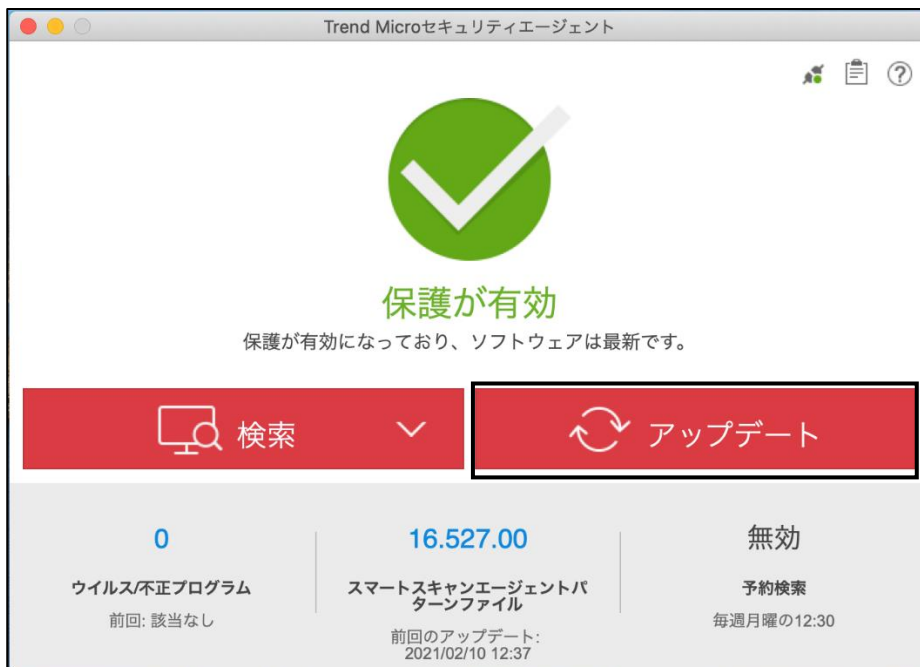 Trend Microセキュリティエージェント
保護が有効
保護が有効になっており、ソフトウェアは最新です。
検索
アップデート
0
ウイルス/不正プログラム
前回: 該当なし
16.527.00
スマートスキャンエージェントパ
ターンファイル
前回のアップデート:
2021/02/10 12:37
無効
予約検索
毎週月曜の12:30